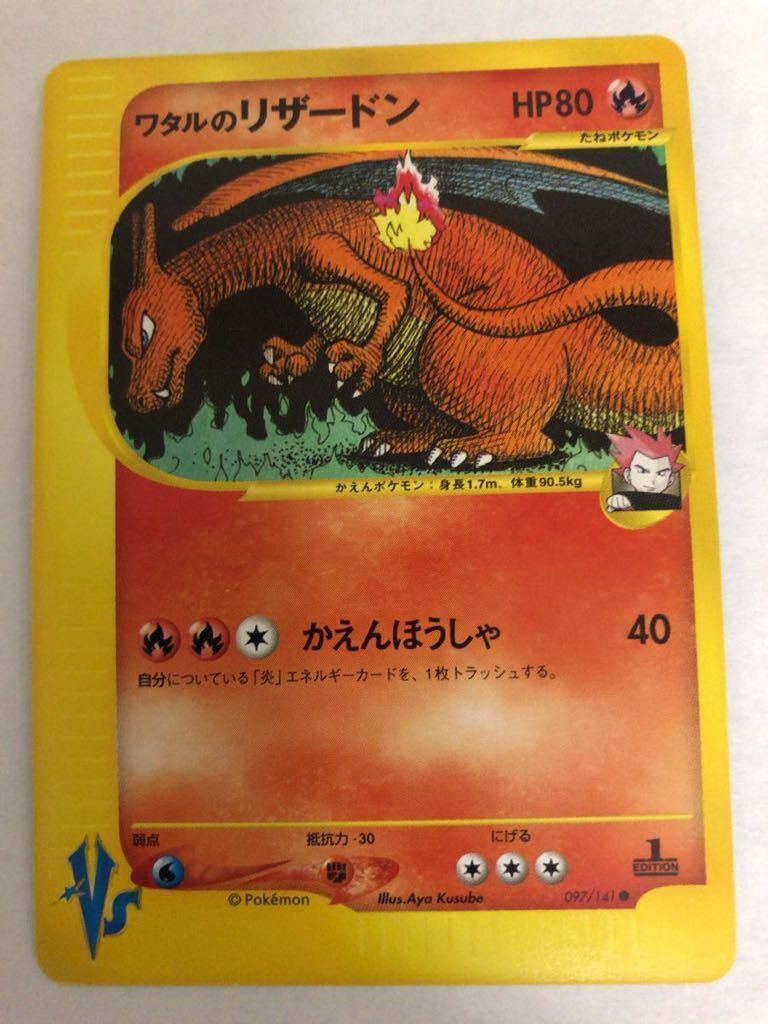 ワタルのリザードン HP80
たねポケモン
かえんポケモン：身長1.7m、体重90.5kg
かえんほうしゃ 40
自分についている「炎」エネルギーカードを、1枚トラッシュする。
弱点 抵抗力 -30 にげる
1
EDITION
VS
©Pokémon Illus.Aya Kusube 097/141●